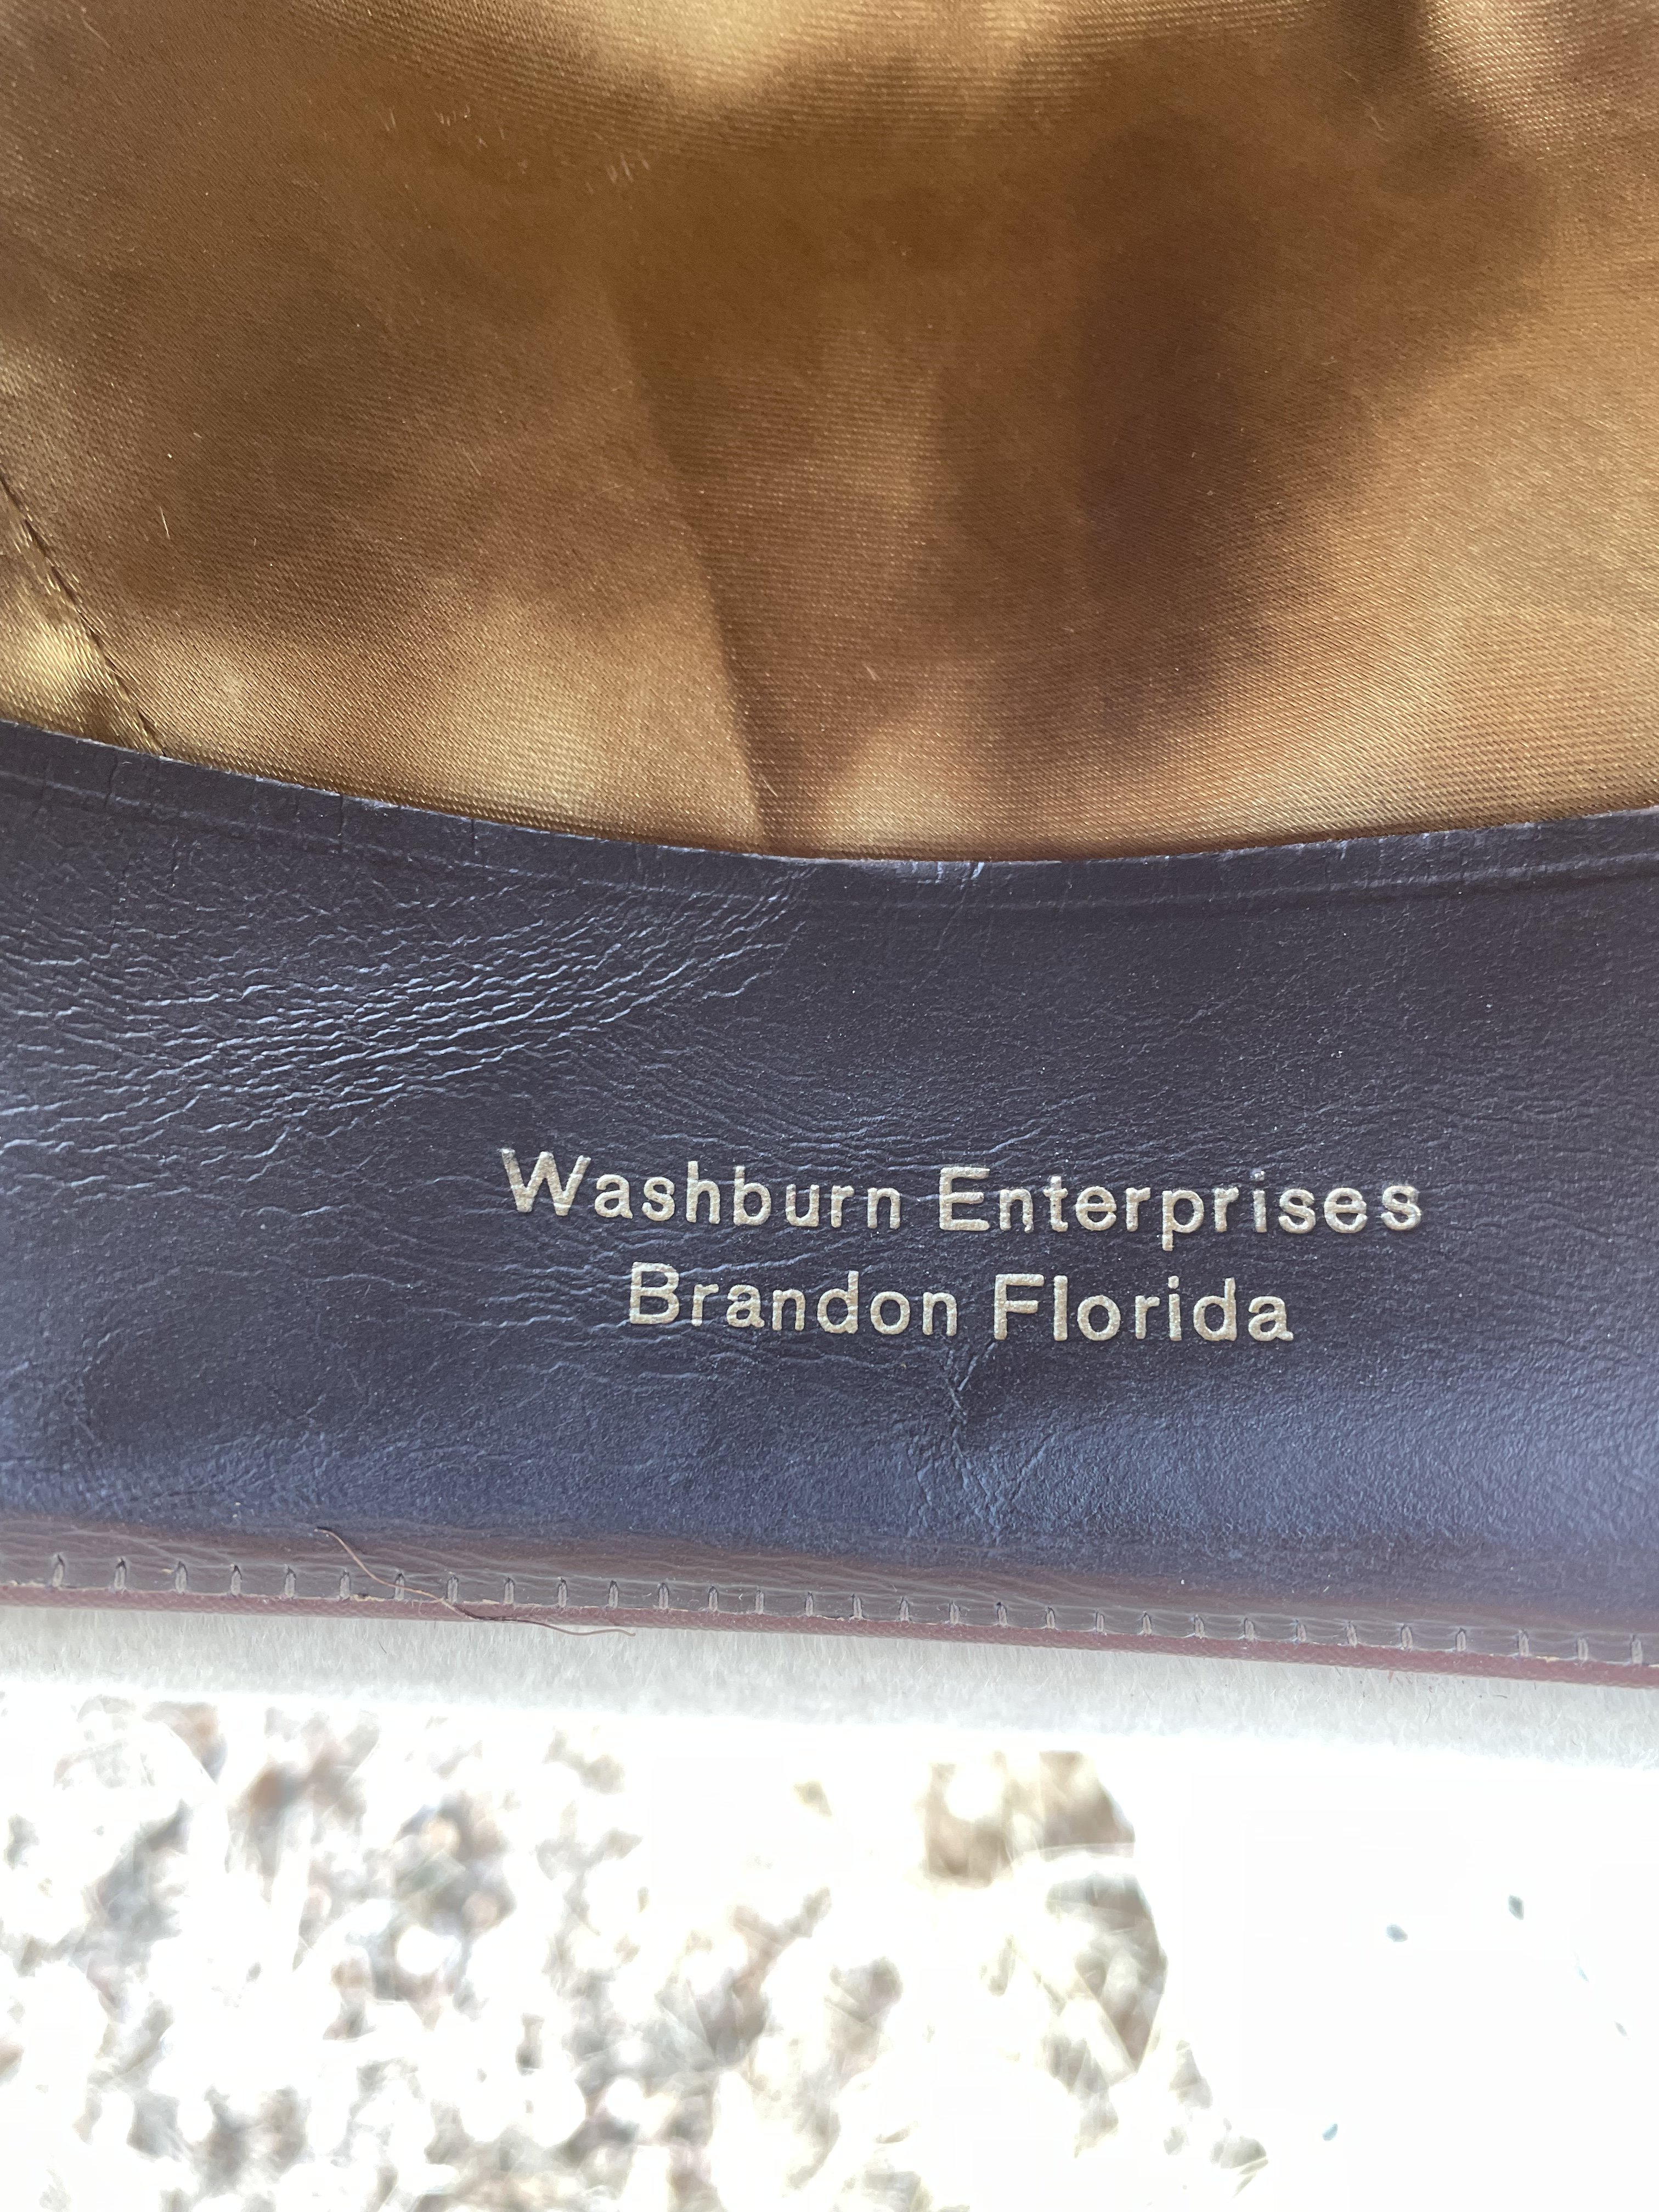 Washburn Enterprises
Brandon Florida